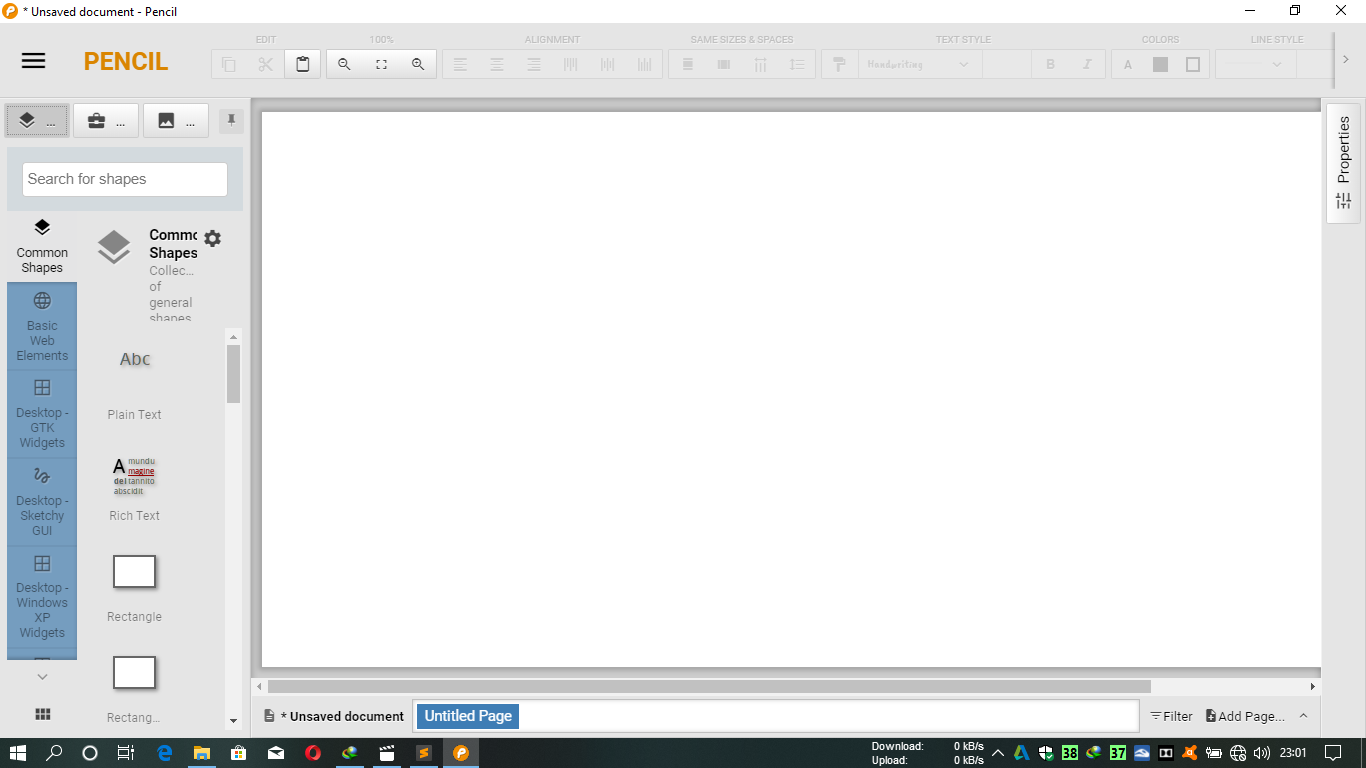 * Unsaved document - Pencil
PENCIL
EDIT
100%
ALIGNMENT
SAME SIZES & SPACES
TEXT STYLE
COLORS
LINE STYLE
Handwriting
B
I
A
...
...
...
Search for shapes
Common
Shapes
Basic
Web
Elements
Desktop -
GTK
Widgets
Desktop -
Sketchy
GUI
Desktop -
Windows
XP
Widgets
Commo
Shapes
Collec...
of
general
shapes
Abc
Plain Text
A mundu
magine
del tannito
abscidit
Rich Text
Rectangle
Rectang...
Properties
* Unsaved document
Untitled Page
Filter
Add Page...
Download: 0 kB/s
Upload: 0 kB/s
38
37
23:01